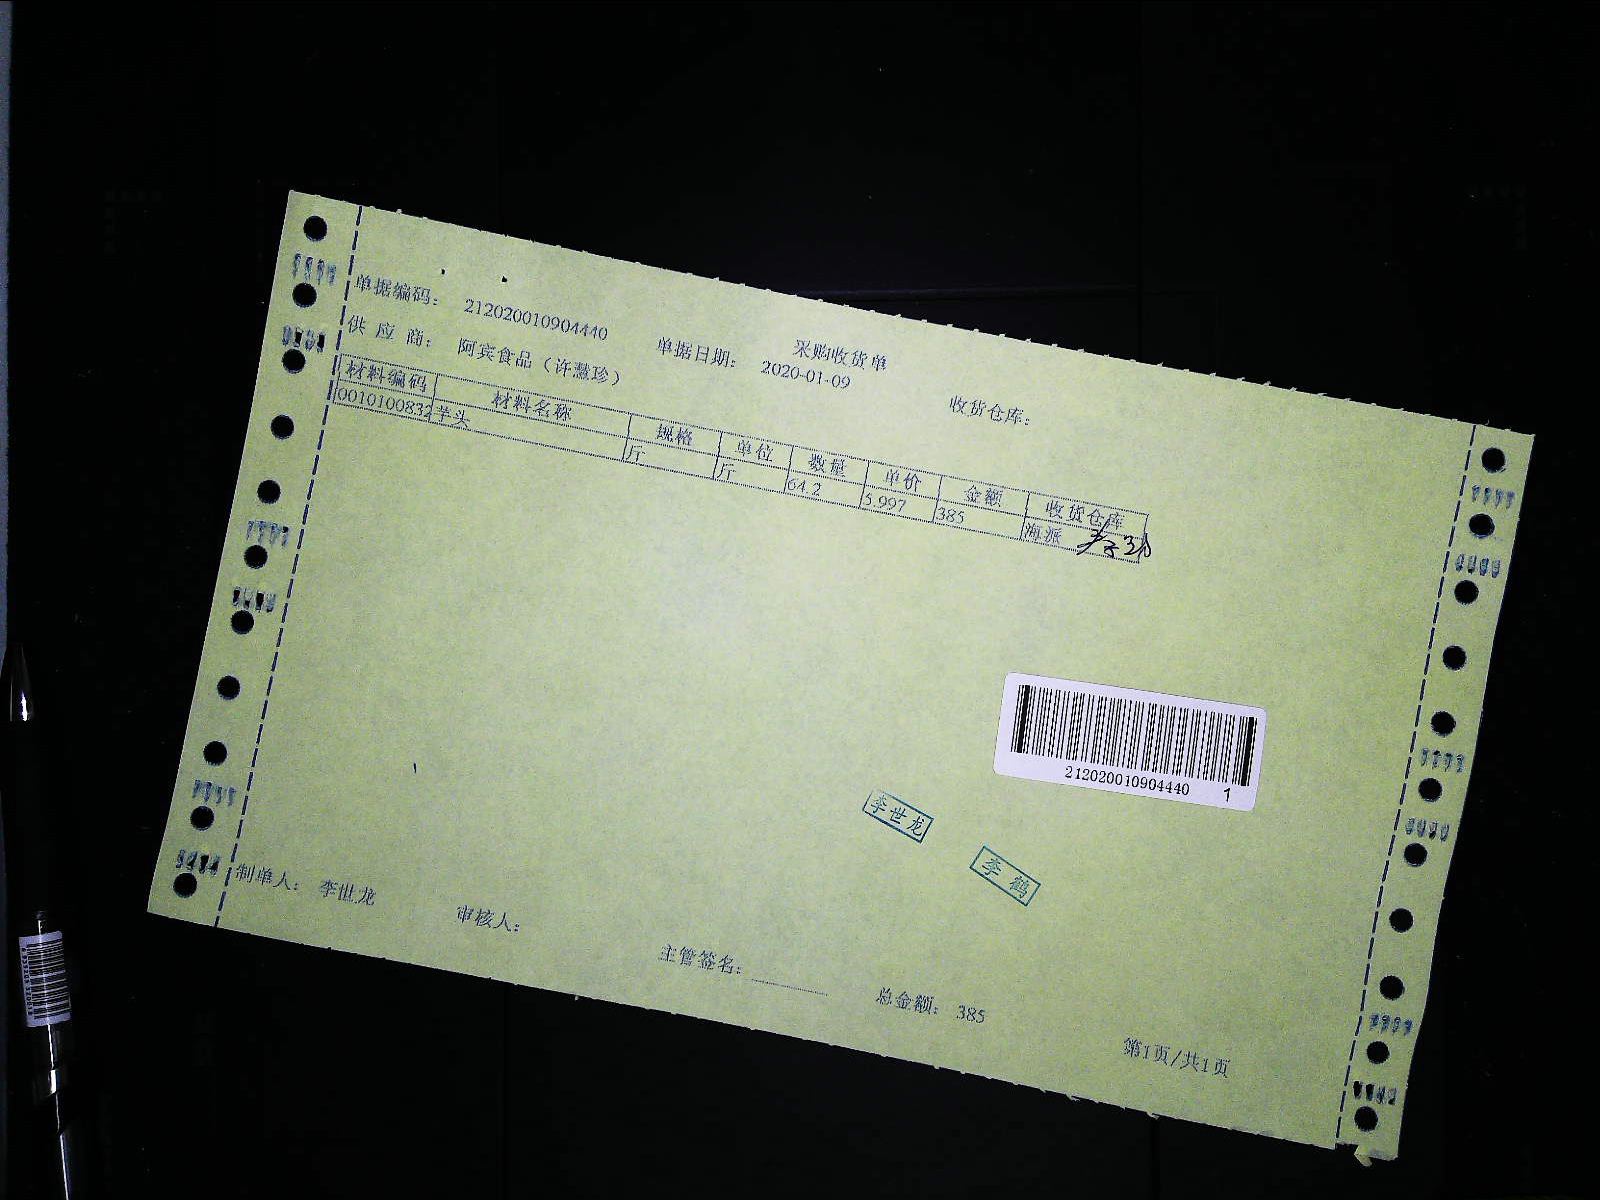 采购收货单
单据编码： 212020010904440 单据日期： 2020-01-09 收货仓库：
供 应 商： 阿宾食品（许慧珍）
材料编码 材料名称 规格 单位 数量 单价 金额 收货仓库
0010100832 芋头 斤 斤 64.2 5.997 385 海派
212020010904440 1
李世龙
李鹤
制单人： 李世龙 审核人： 主管签名： 总金额： 385
第1页/共1页